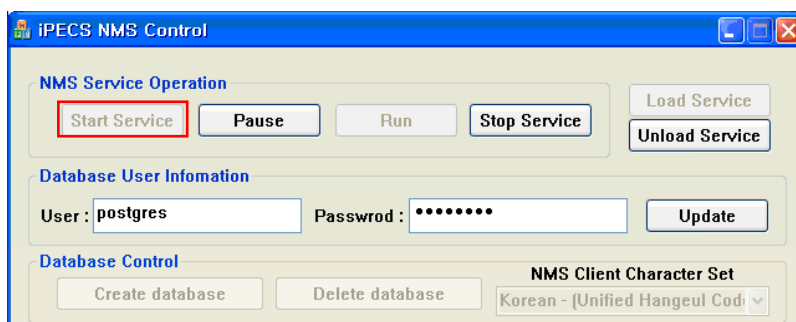 iPECS NMS Control
NMS Service Operation
Start Service Pause Run Stop Service
Load Service
Unload Service
Database User Infomation
User : postgres Passwrod : ●●●●●●●● Update
Database Control
NMS Client Character Set
Create database Delete database Korean - (Unified Hangeul Code